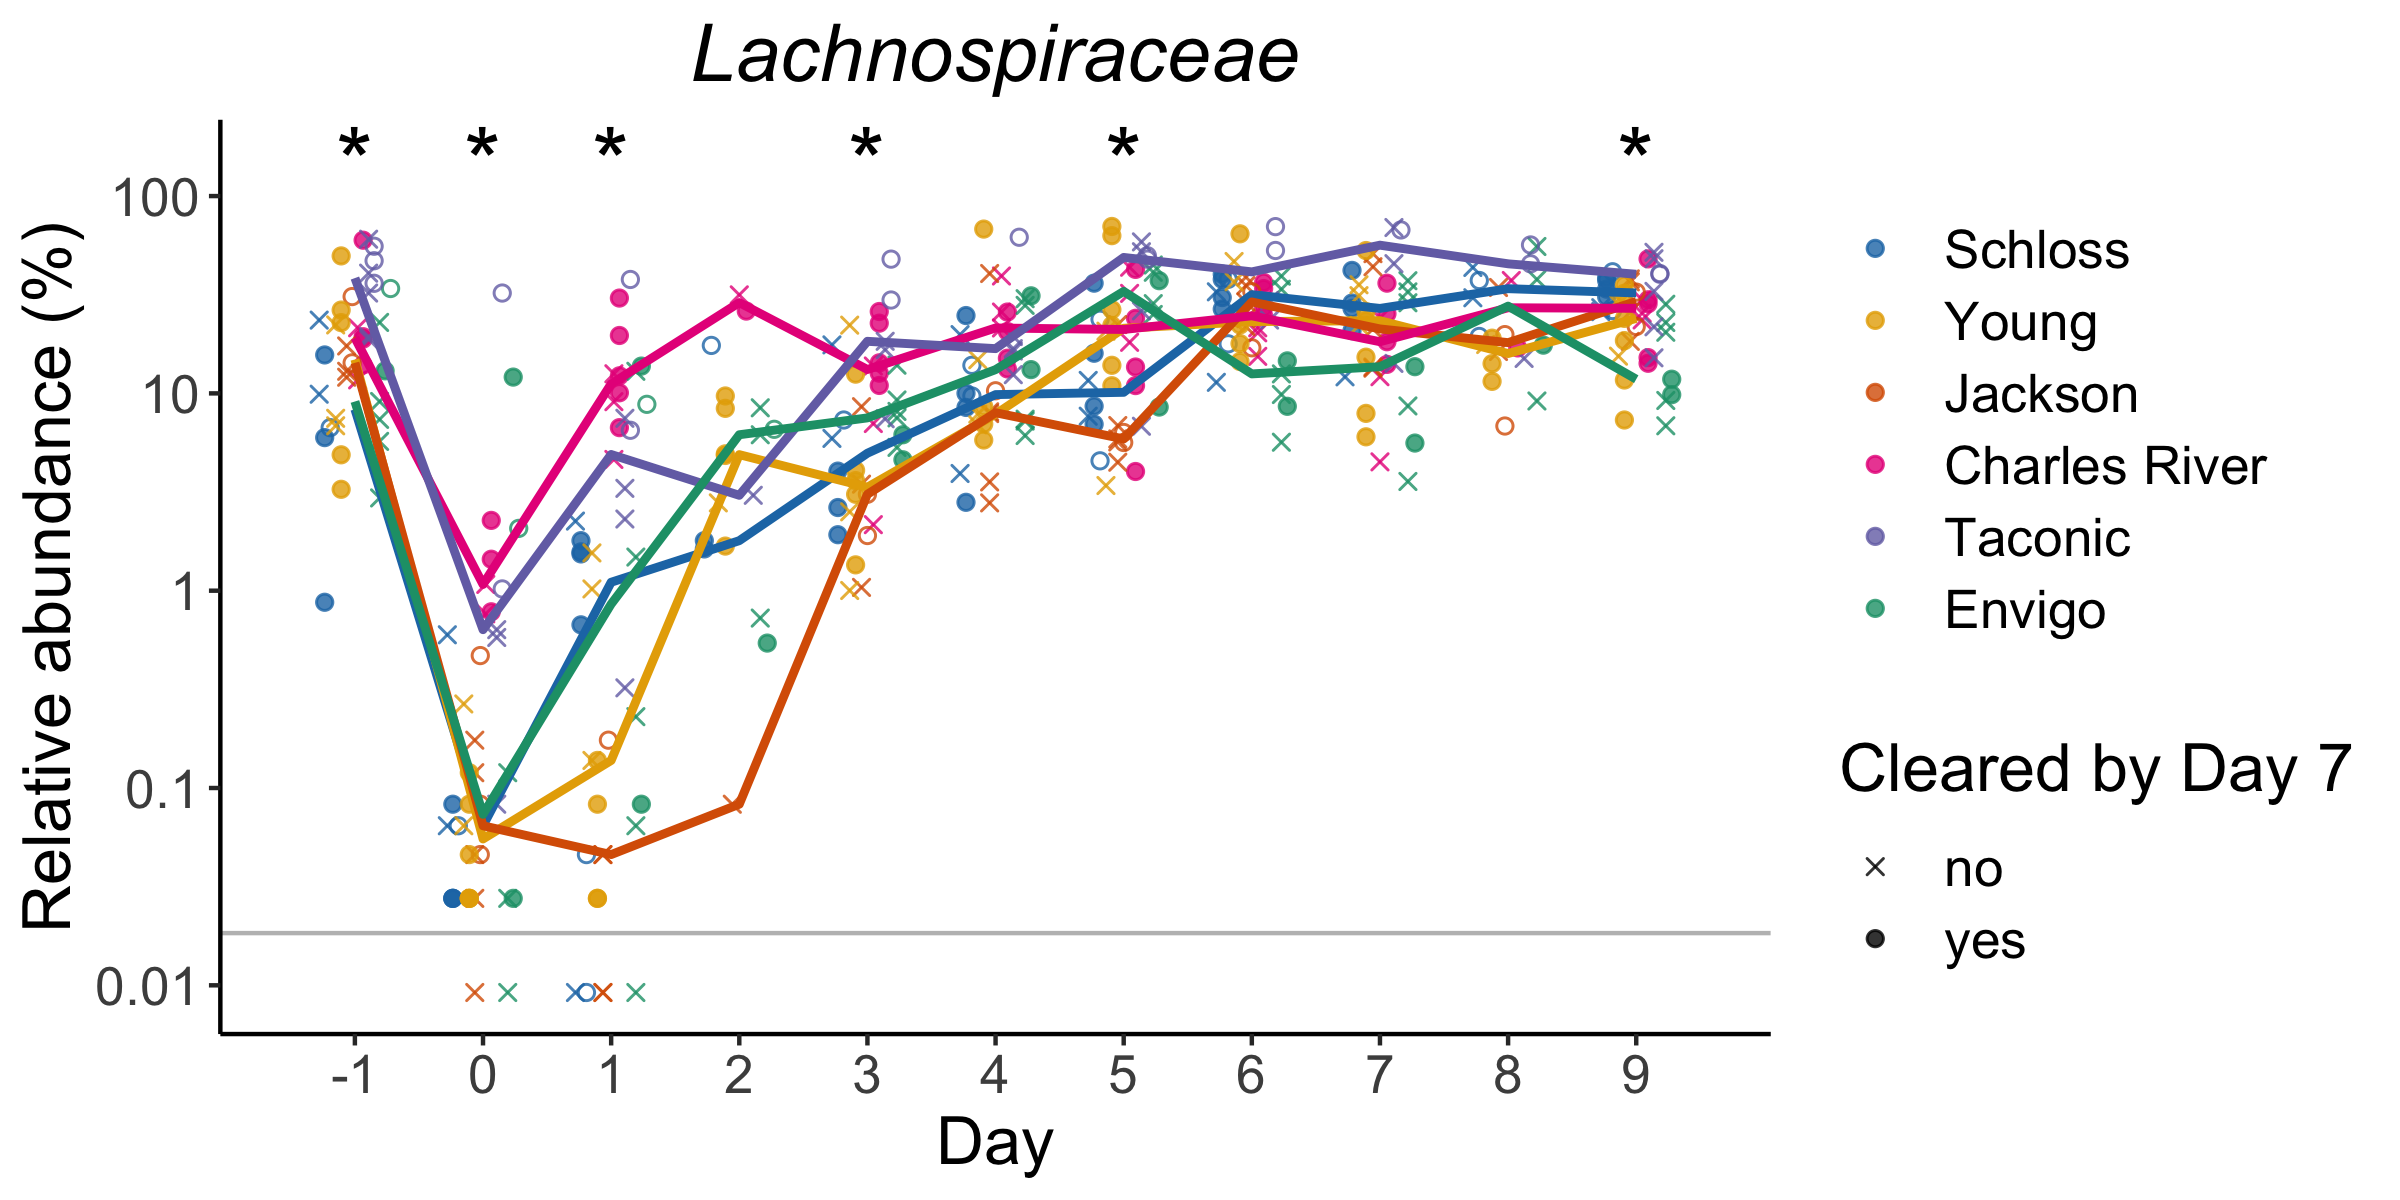 Lachnospiraceae
* * * * * *
Relative abundance (%)
100
10
1
0.1
0.01
-1 0 1 2 3 4 5 6 7 8 9
Day
Schloss
Young
Jackson
Charles River
Taconic
Envigo
Cleared by Day 7
no
yes